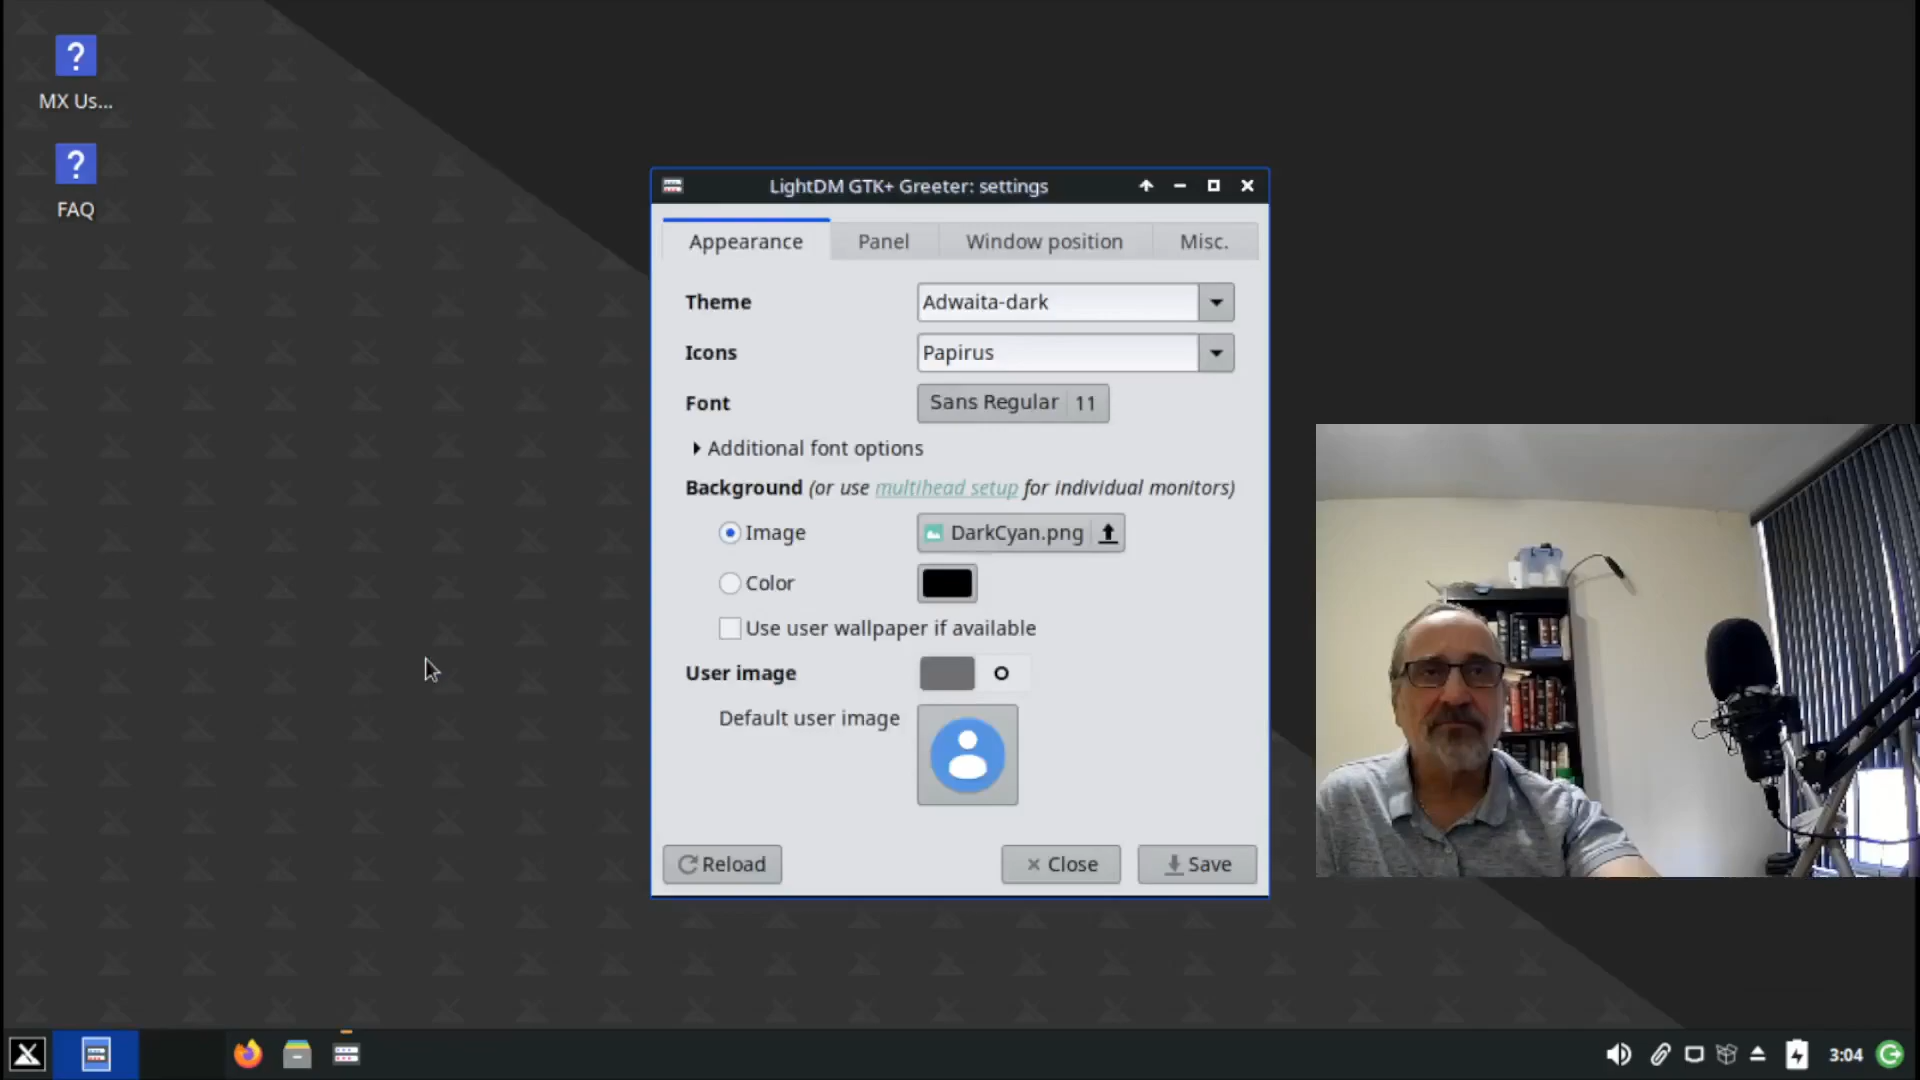 MX Us...
FAQ
LightDM GTK+ Greeter: settings
Appearance
Panel
Window position
Misc.
Theme
Adwaita-dark
Icons
Papirus
Font
Sans Regular 11
Additional font options
Background (or use multihead setup for individual monitors)
Image
DarkCyan.png
Color
Use user wallpaper if available
User image
Default user image
Reload
Close
Save
3:04